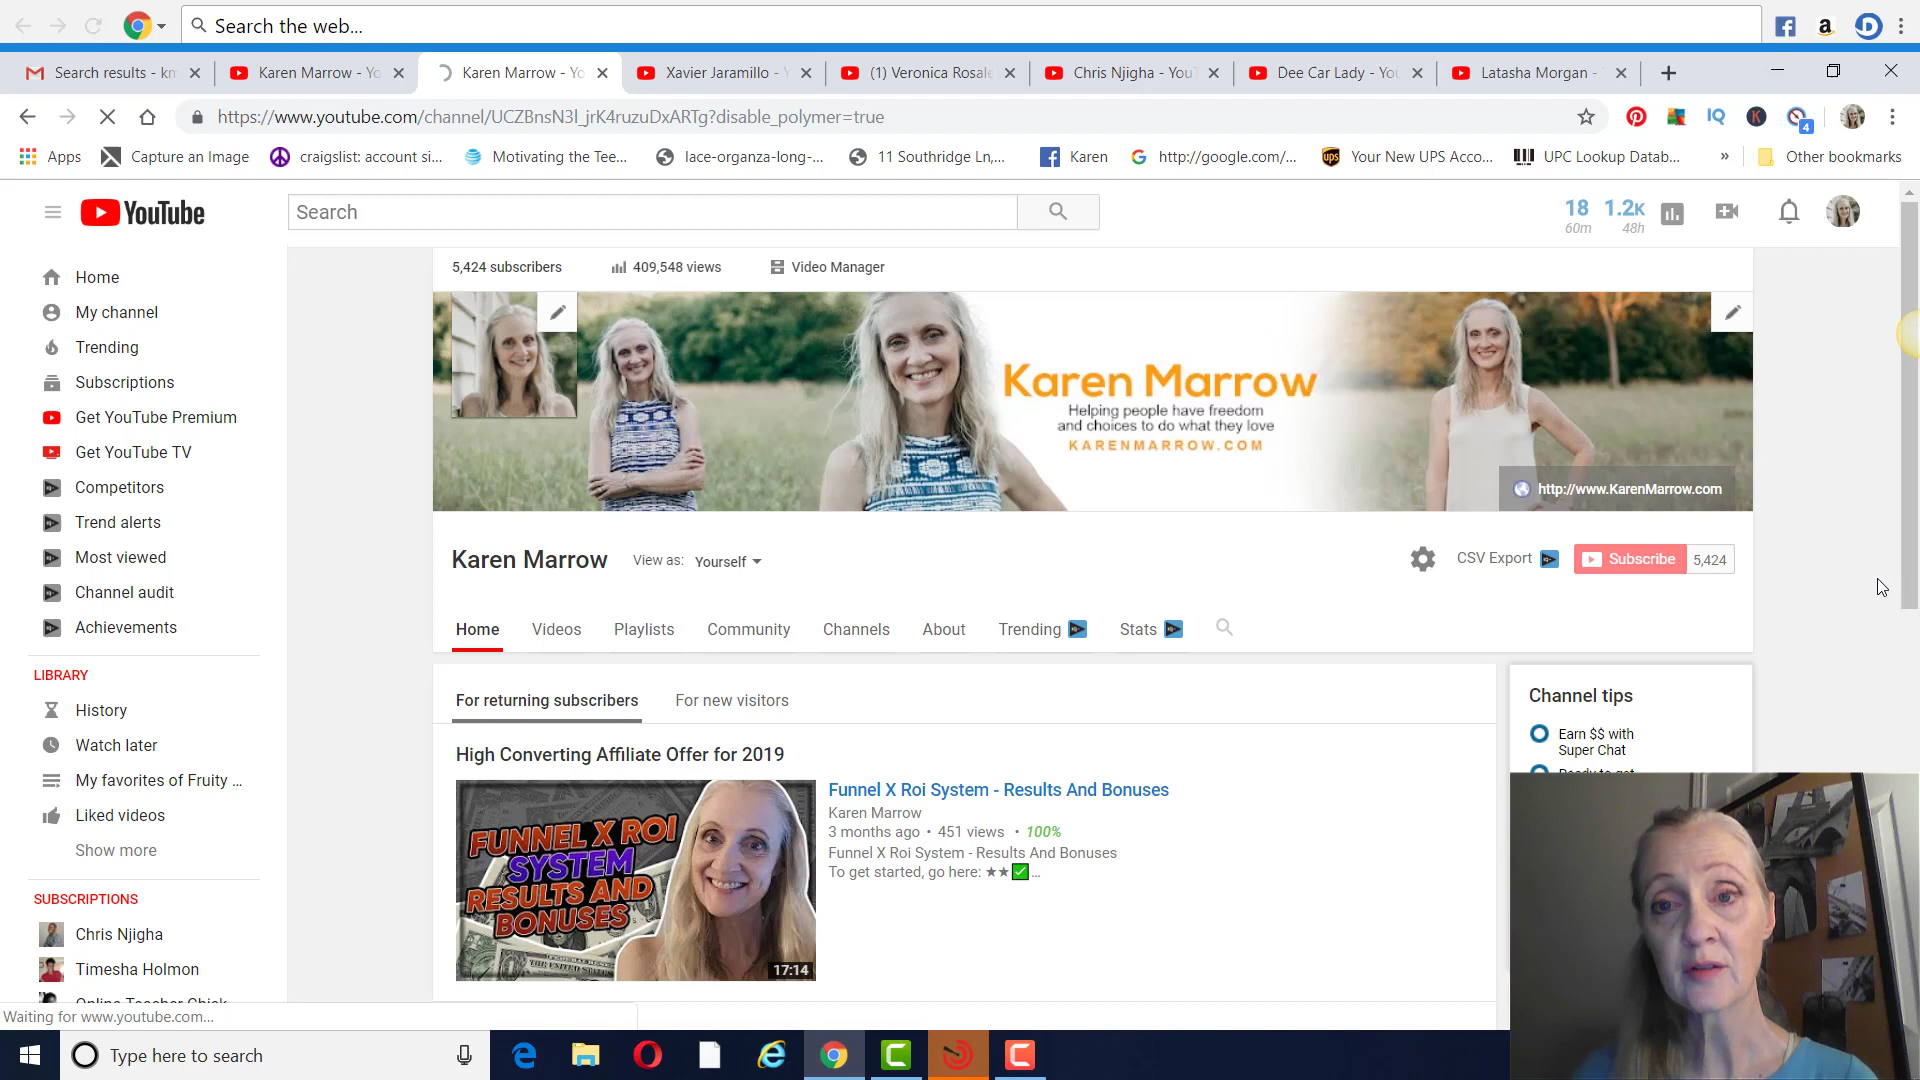 Search the web...
a
Search results - km
Karen Marrow - Yo
Karen Marrow - Yo
Xavier Jaramillo -
(1) Veronica Rosale
Chris Njigha - YouT
Dee Car Lady - You
Latasha Morgan -
https://www.youtube.com/channel/UCZBnsN3l_jrK4ruzuDxARTg?disable_polymer=true
IQ
K
4
Apps
Capture an Image
craigslist: account si...
Motivating the Tee...
lace-organza-long-...
11 Southridge Ln,...
Karen
http://google.com/...
ups
Your New UPS Acco...
UPC Lookup Datab...
»
Other bookmarks
YouTube
Search
18
60m
1.2K
48h
Home
My channel
Trending
Subscriptions
Get YouTube Premium
Get YouTube TV
Competitors
Trend alerts
Most viewed
Channel audit
Achievements
LIBRARY
History
Watch later
My favorites of Fruity ...
Liked videos
Show more
SUBSCRIPTIONS
Chris Njigha
Timesha Holmon
Online Teacher Chick
Waiting for www.youtube.com...
5,424 subscribers
409,548 views
Video Manager
Karen Marrow
Helping people have freedom
and choices to do what they love
KARENMARROW.COM
http://www.KarenMarrow.com
Karen Marrow
View as:
Yourself
CSV Export
Subscribe
5,424
Home
Videos
Playlists
Community
Channels
About
Trending
Stats
For returning subscribers
For new visitors
High Converting Affiliate Offer for 2019
FUNNEL X ROI
SYSTEM
RESULTS AND
BONUSES
THE UNITED STATES
17:14
Funnel X Roi System - Results And Bonuses
Karen Marrow
3 months ago • 451 views • 100%
Funnel X Roi System - Results And Bonuses
To get started, go here: ★★✅ ...
Channel tips
Earn $$ with
Super Chat
Type here to search